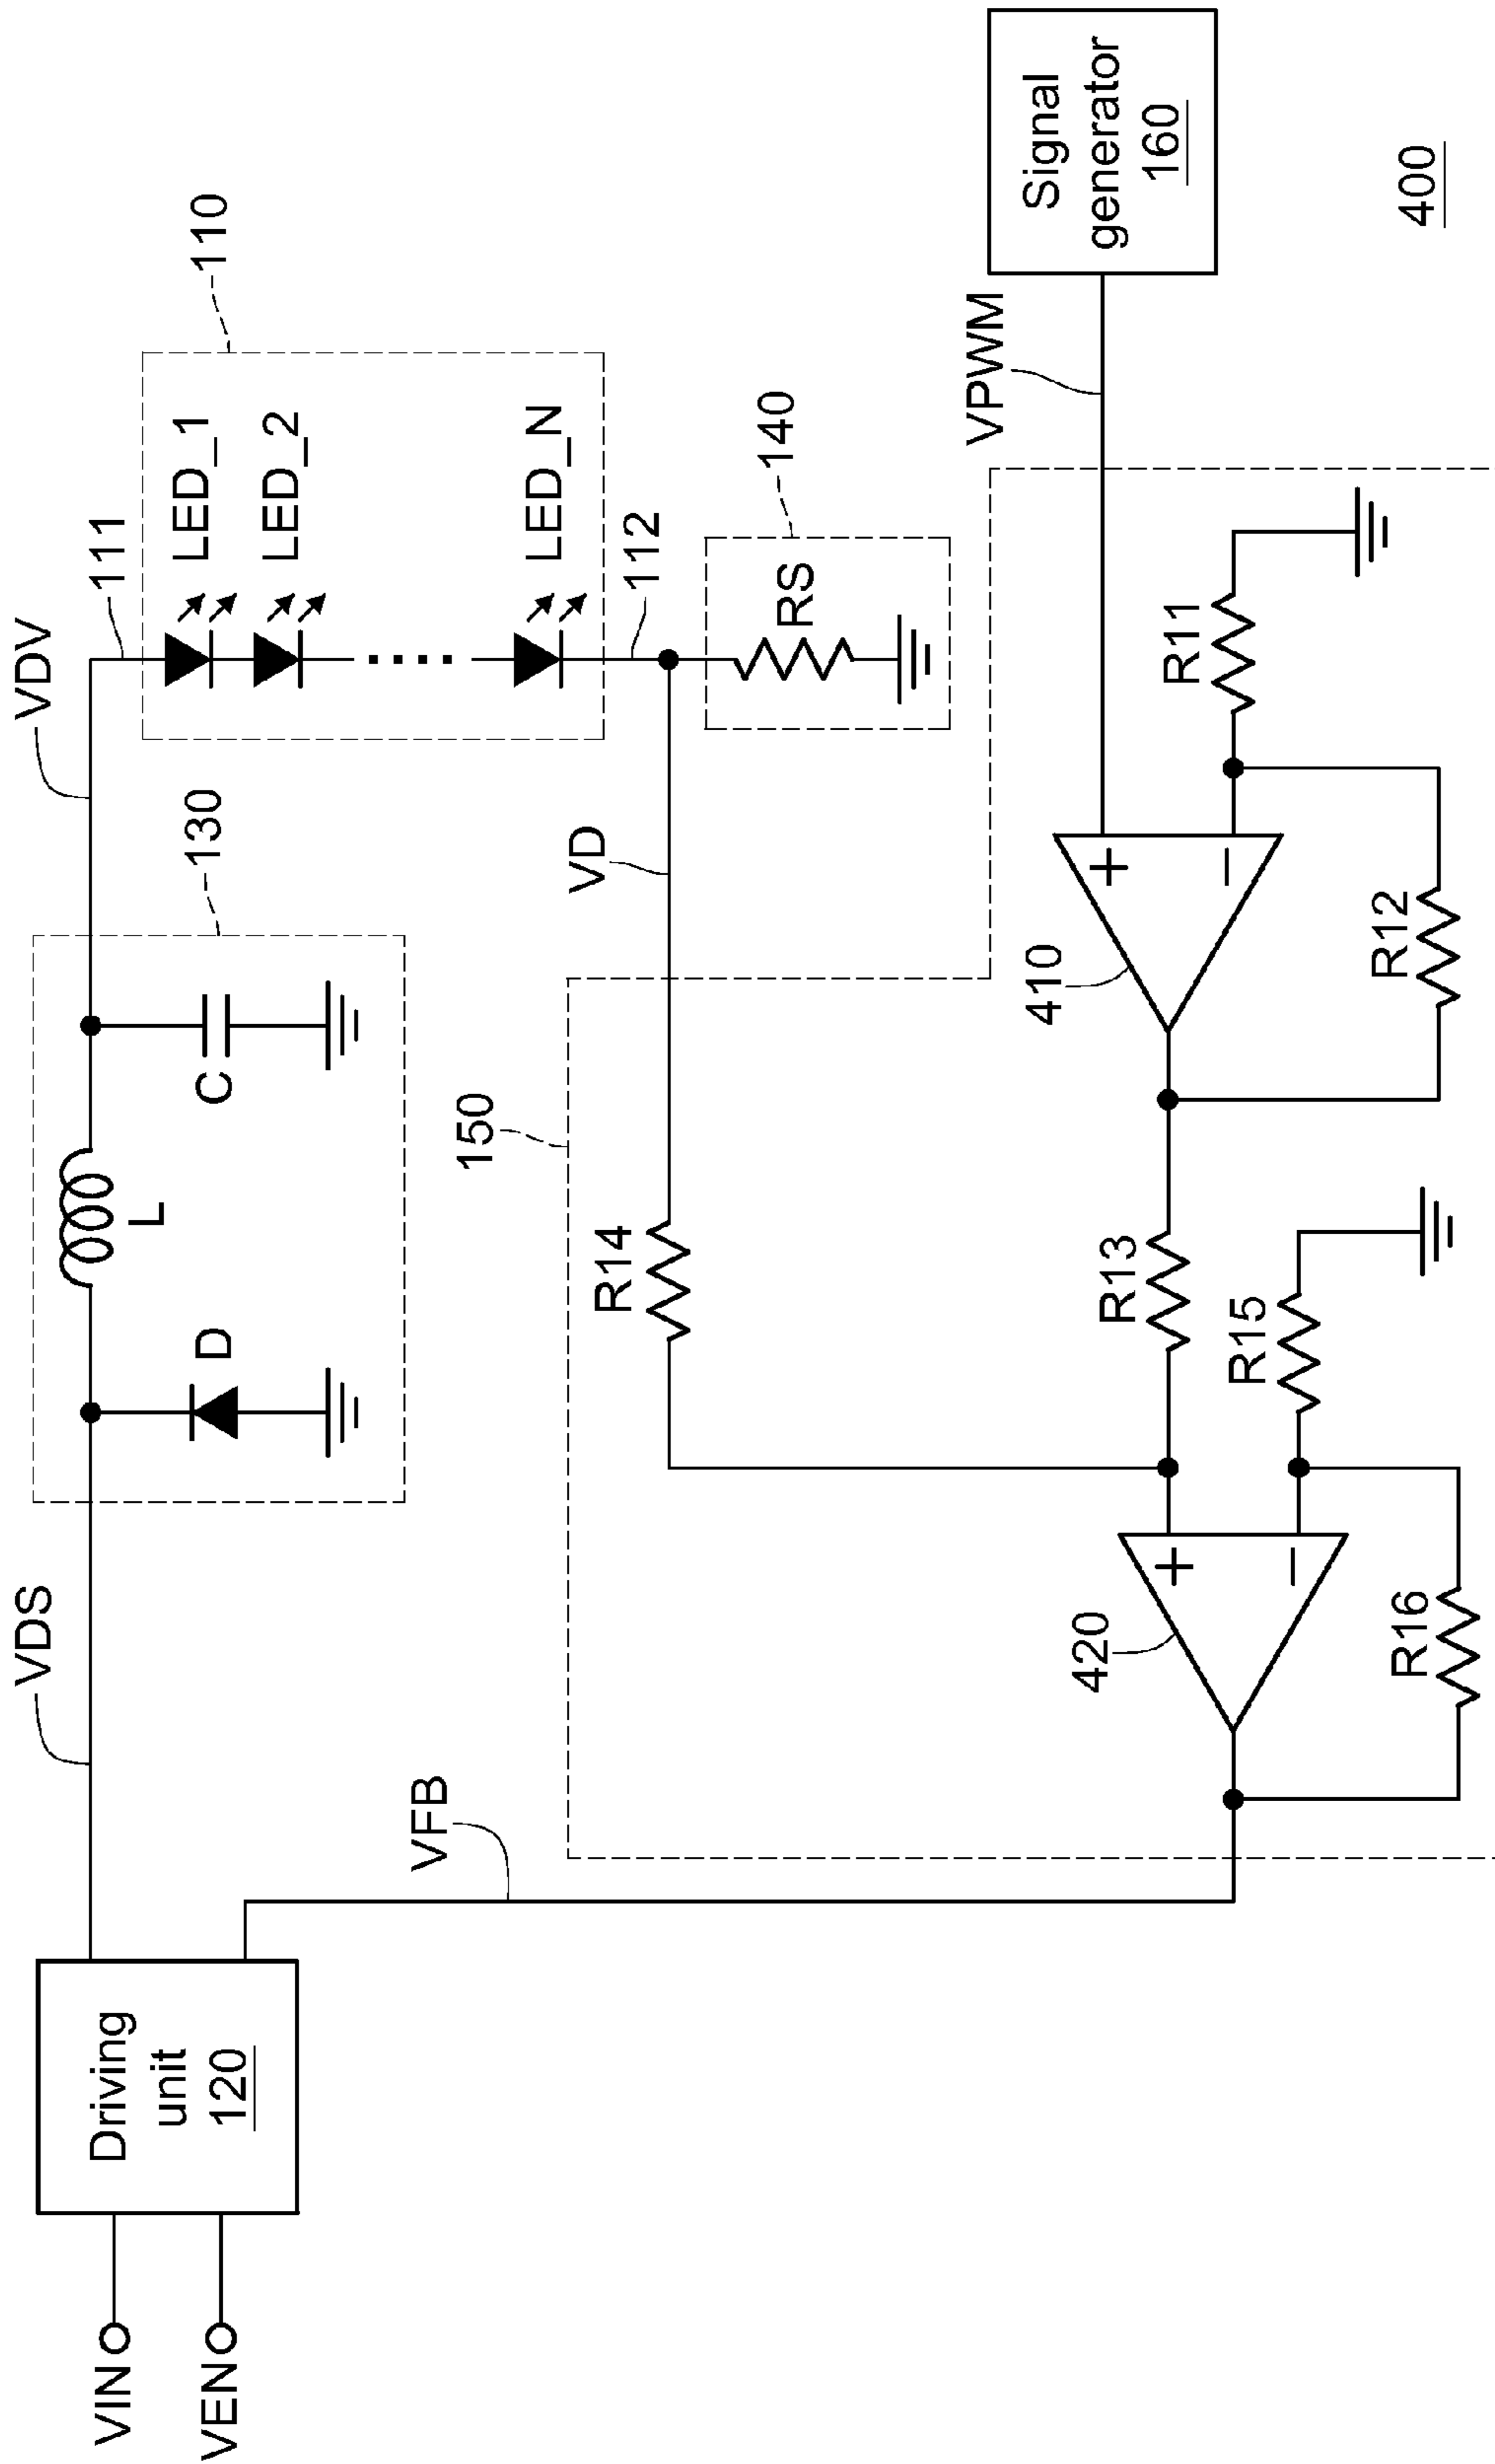 VDS
VDV
130
111
110
LED_1
LED_2
LED_N
112
L
C
D
VIN
VEN
Driving
unit
120
VFB
150
VD
140
RS
R14
VPWM
Signal
generator
160
410
420
R13
R11
R15
R12
R16
400